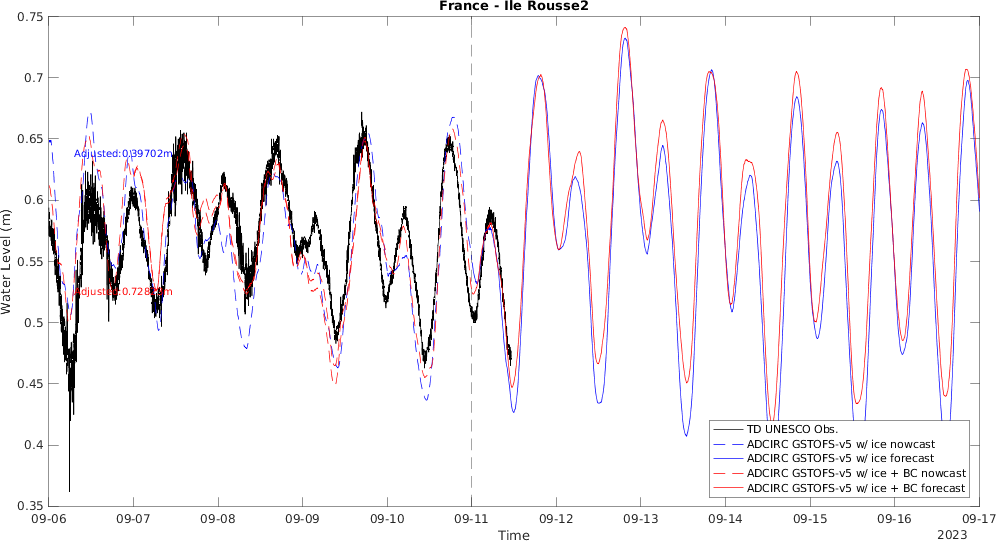 France - Ile Rousse2
0.75
0.7
0.65
0.6
0.55
0.5
0.45
0.4
0.35
Water Level (m)
Adjusted:0.39702m
TD UNESCO Obs.
ADCIRC GSTOFS-v5 w/ ice nowcast
ADCIRC GSTOFS-v5 w/ ice forecast
ADCIRC GSTOFS-v5 w/ ice + BC nowcast
ADCIRC GSTOFS-v5 w/ ice + BC forecast
09-06 09-07 09-08 09-09 09-10 09-11 09-12 09-13 09-14 09-15 09-16 09-17
Time
2023